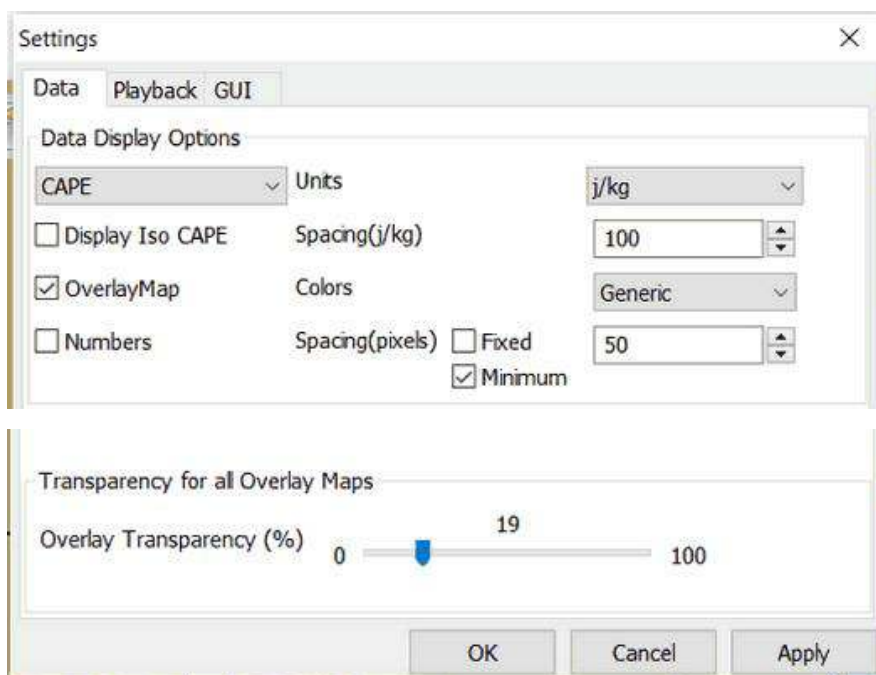 Settings
Data Playback GUI
Data Display Options
CAPE Units j/kg
Display Iso CAPE Spacing(j/kg) 100
OverlayMap Colors Generic
Numbers Spacing(pixels) Fixed 50
Minimum
Transparency for all Overlay Maps
19
Overlay Transparency (%) 0 100
OK Cancel Apply